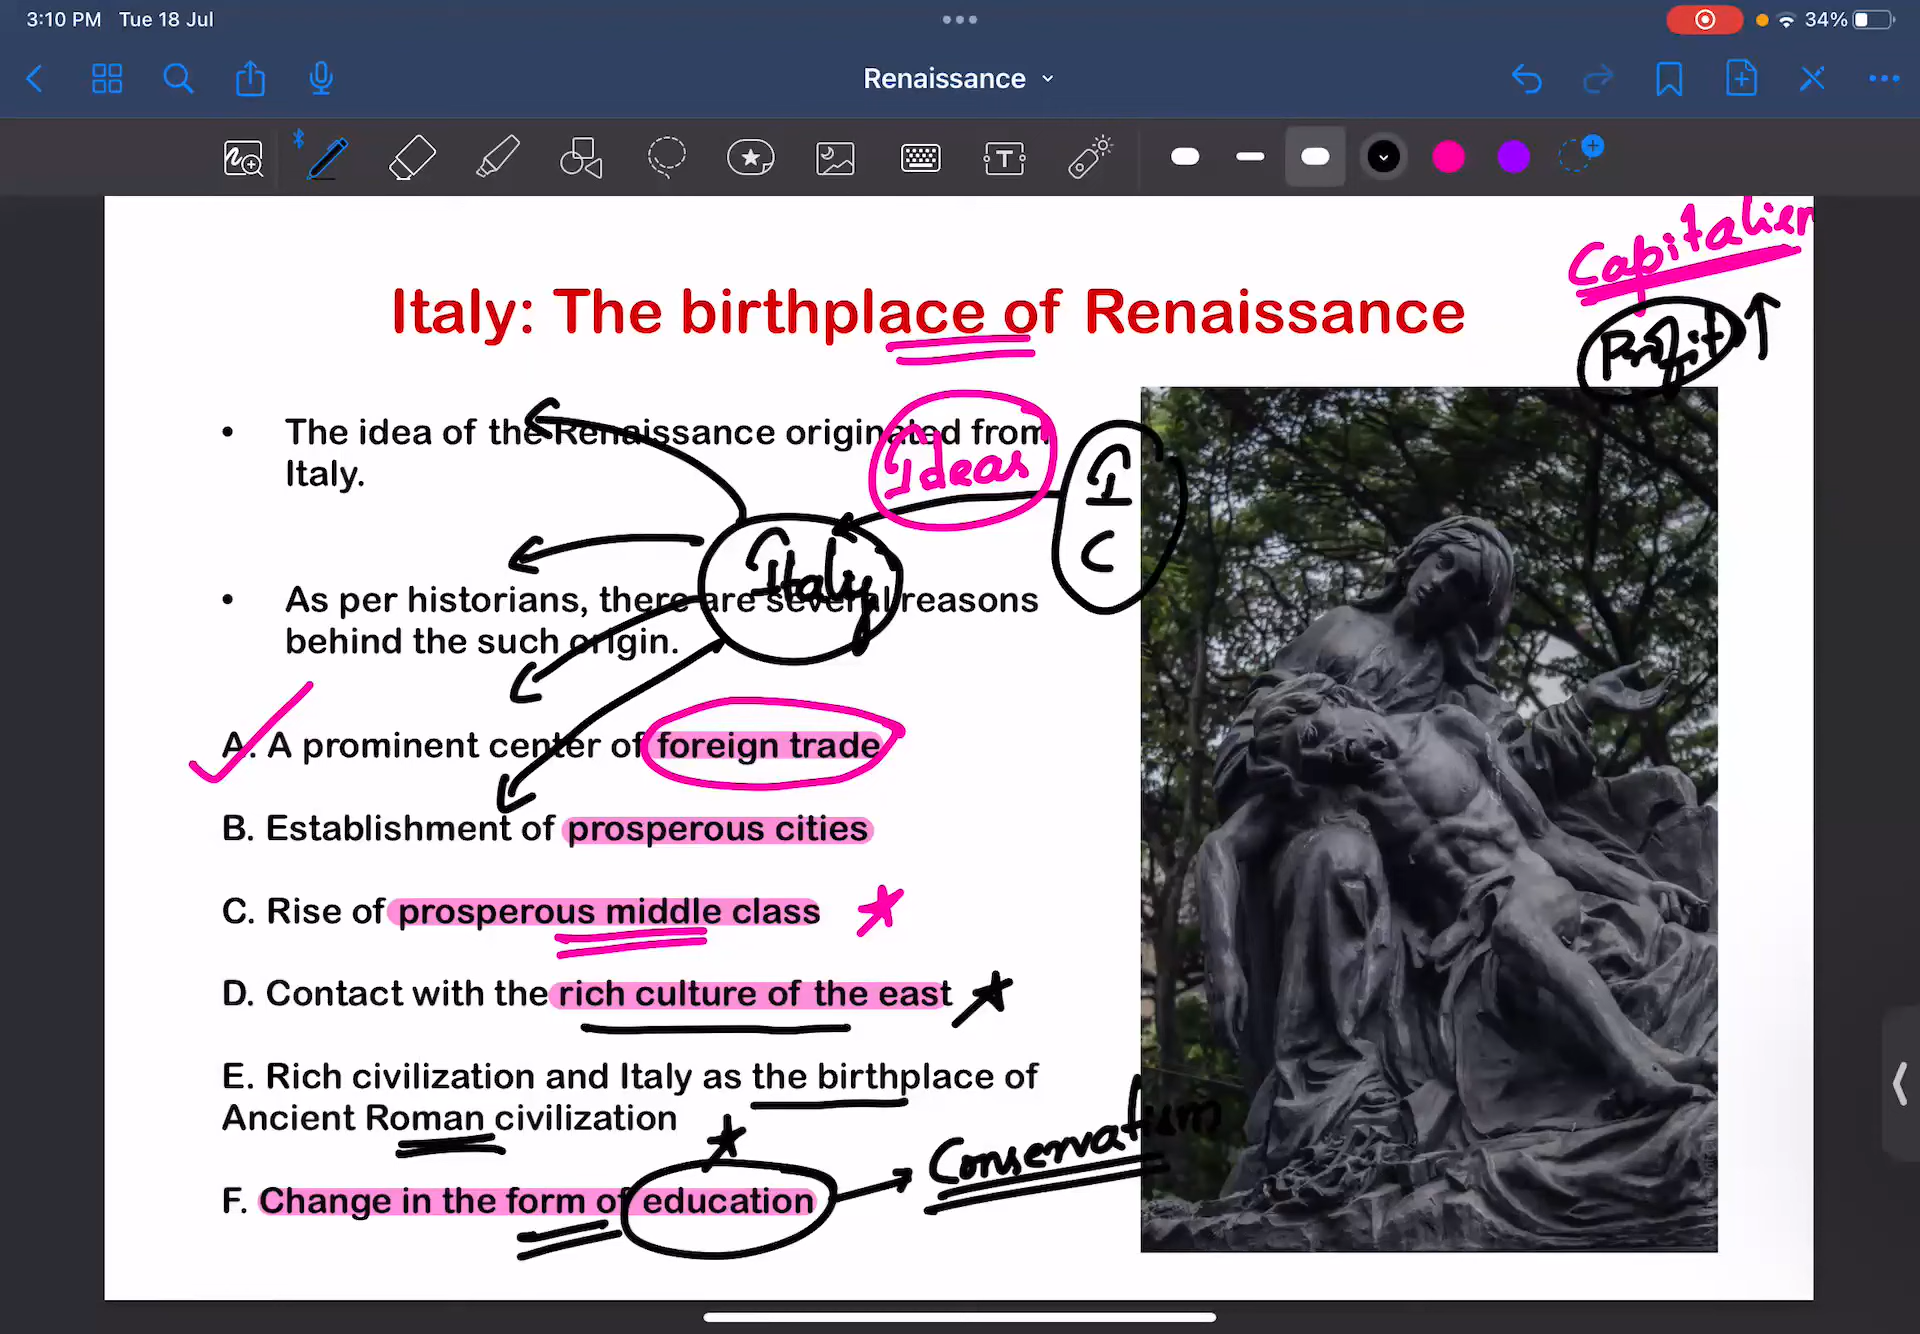 3:10 PM Tue 18 Jul
34%
Renaissance
T
Capitalism
Profit ↑
Italy: The birthplace of Renaissance
• The idea of the Renaissance originated from
Italy.
Ideas
I
C
Italy
• As per historians, there are several reasons
behind the such origin.
A. A prominent center of foreign trade
B. Establishment of prosperous cities
C. Rise of prosperous middle class
D. Contact with the rich culture of the east
E. Rich civilization and Italy as the birthplace of
Ancient Roman civilization
Conservatism
F. Change in the form of education